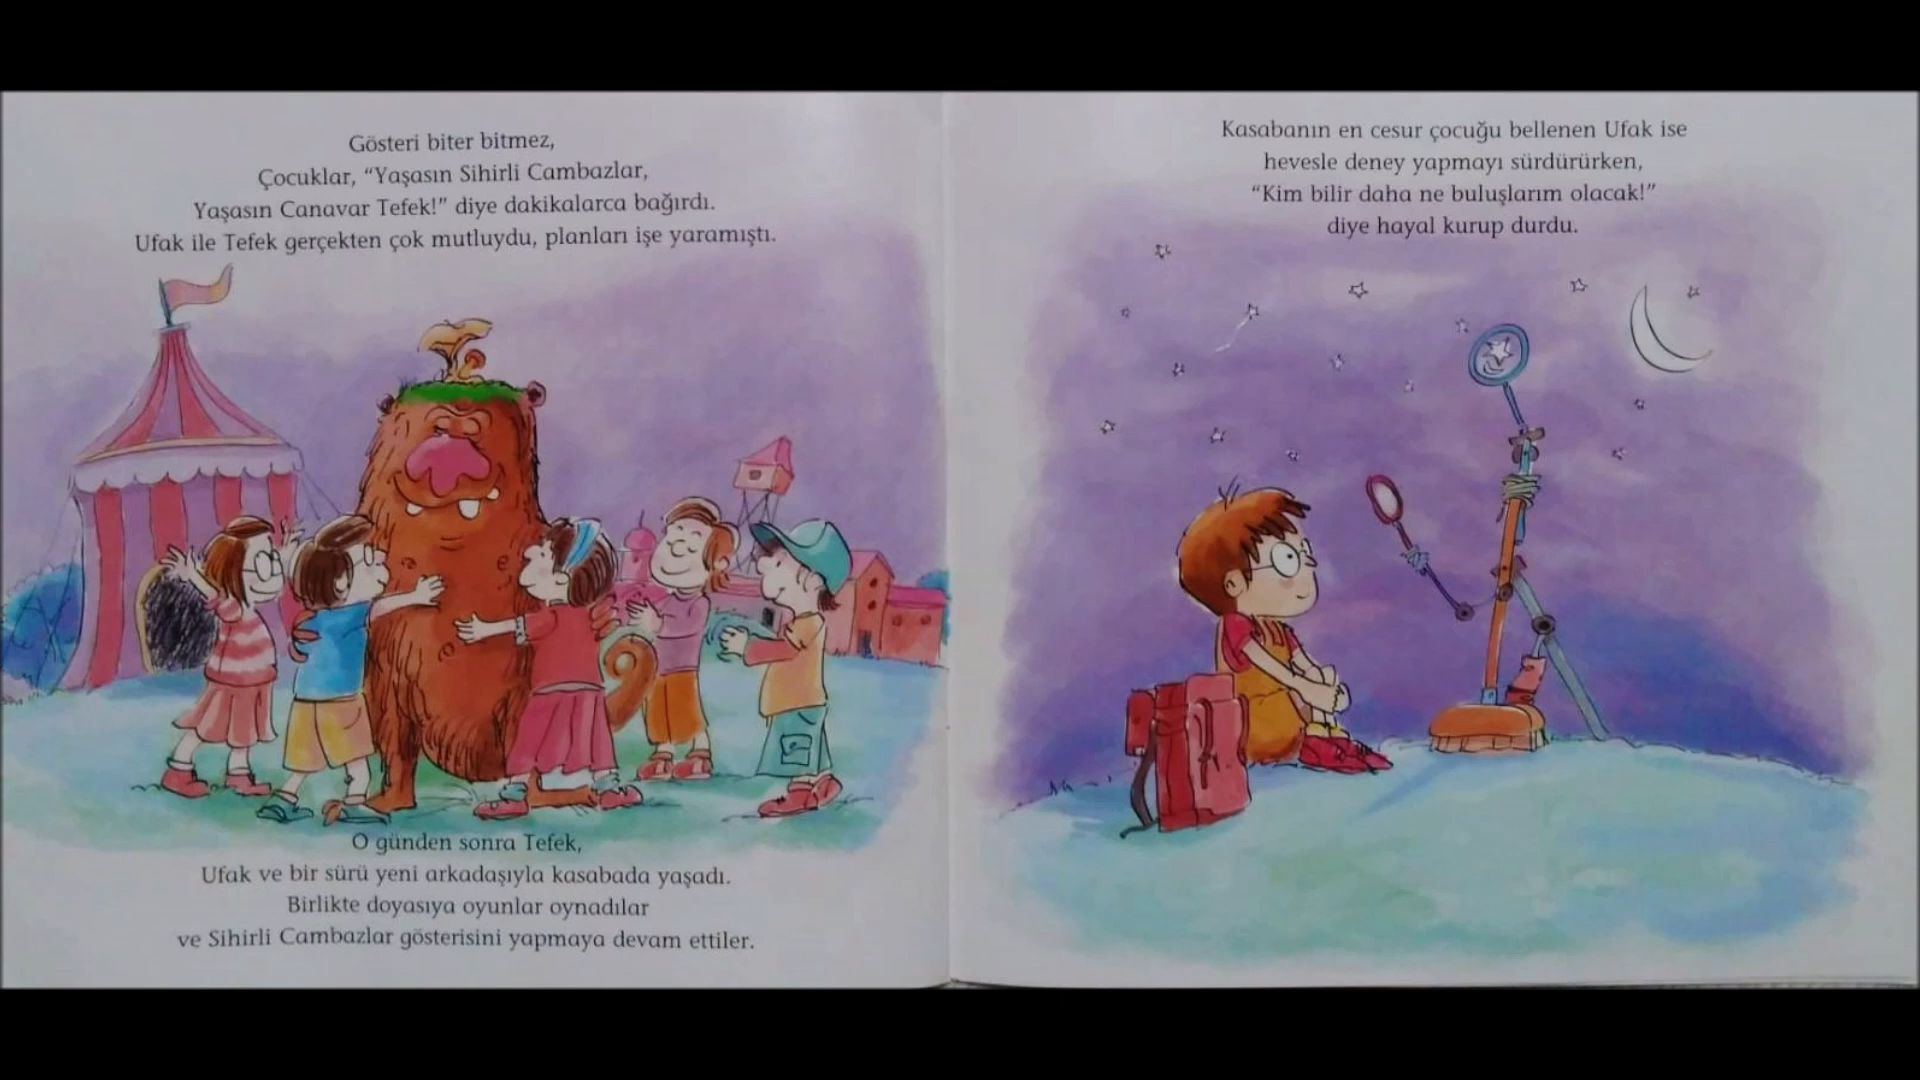 Gösteri biter bitmez,
Çocuklar, “Yaşasın Sihirli Cambazlar,
Yaşasın Canavar Tefek!” diye dakikalarca bağırdı.
Ufak ile Tefek gerçekten çok mutluydu, planları işe yaramıştı.
O günden sonra Tefek,
Ufak ve bir sürü yeni arkadaşıyla kasabada yaşadı.
Birlikte doyasıya oyunlar oynadılar
ve Sihirli Cambazlar gösterisini yapmaya devam ettiler.
Kasabanın en cesur çocuğu bellenen Ufak ise
hevesle deney yapmayı sürdürürken,
“Kim bilir daha ne buluşlarım olacak!”
diye hayal kurup durdu.